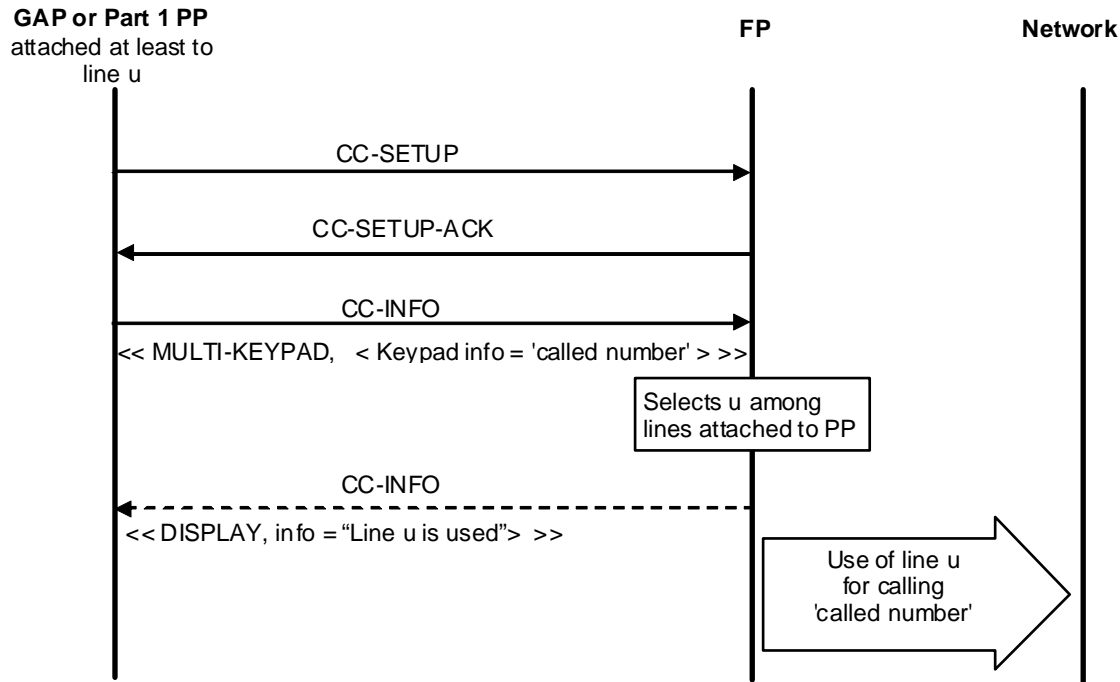 GAP or Part 1 PP
attached at least to
line u
FP
Network
CC-SETUP
CC-SETUP-ACK
CC-INFO
<< MULTI-KEYPAD, < Keypad info = 'called number' > >>
Selects u among
lines attached to PP
CC-INFO
<< DISPLAY, info = “Line u is used”> >>
Use of line u
for calling
'called number'